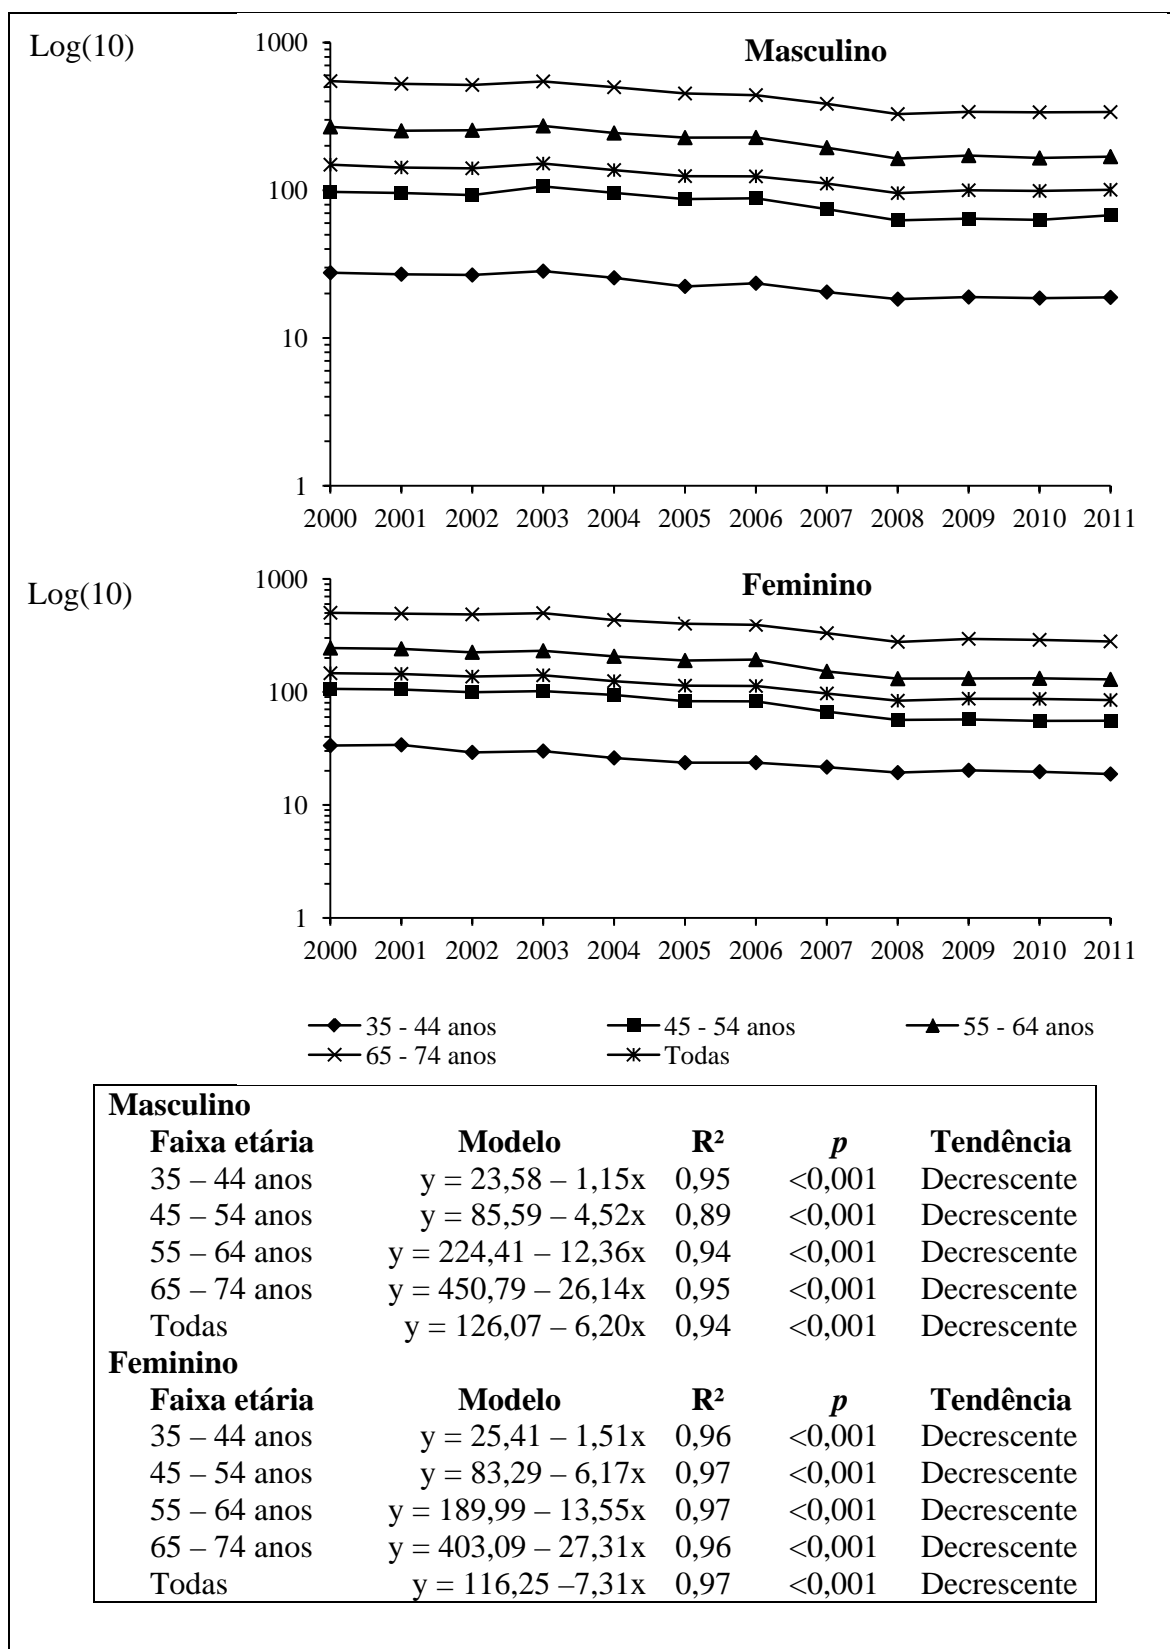 Log(10)
Masculino
1000
100
10
1
2000 2001 2002 2003 2004 2005 2006 2007 2008 2009 2010 2011
Log(10)
Feminino
1000
100
10
1
2000 2001 2002 2003 2004 2005 2006 2007 2008 2009 2010 2011
35 - 44 anos 45 - 54 anos 55 - 64 anos
65 - 74 anos Todas
Masculino
Faixa etária Modelo R² p Tendência
35 – 44 anos y = 23,58 – 1,15x 0,95 <0,001 Decrescente
45 – 54 anos y = 85,59 – 4,52x 0,89 <0,001 Decrescente
55 – 64 anos y = 224,41 – 12,36x 0,94 <0,001 Decrescente
65 – 74 anos y = 450,79 – 26,14x 0,95 <0,001 Decrescente
Todas y = 126,07 – 6,20x 0,94 <0,001 Decrescente
Feminino
Faixa etária Modelo R² p Tendência
35 – 44 anos y = 25,41 – 1,51x 0,96 <0,001 Decrescente
45 – 54 anos y = 83,29 – 6,17x 0,97 <0,001 Decrescente
55 – 64 anos y = 189,99 – 13,55x 0,97 <0,001 Decrescente
65 – 74 anos y = 403,09 – 27,31x 0,96 <0,001 Decrescente
Todas y = 116,25 –7,31x 0,97 <0,001 Decrescente